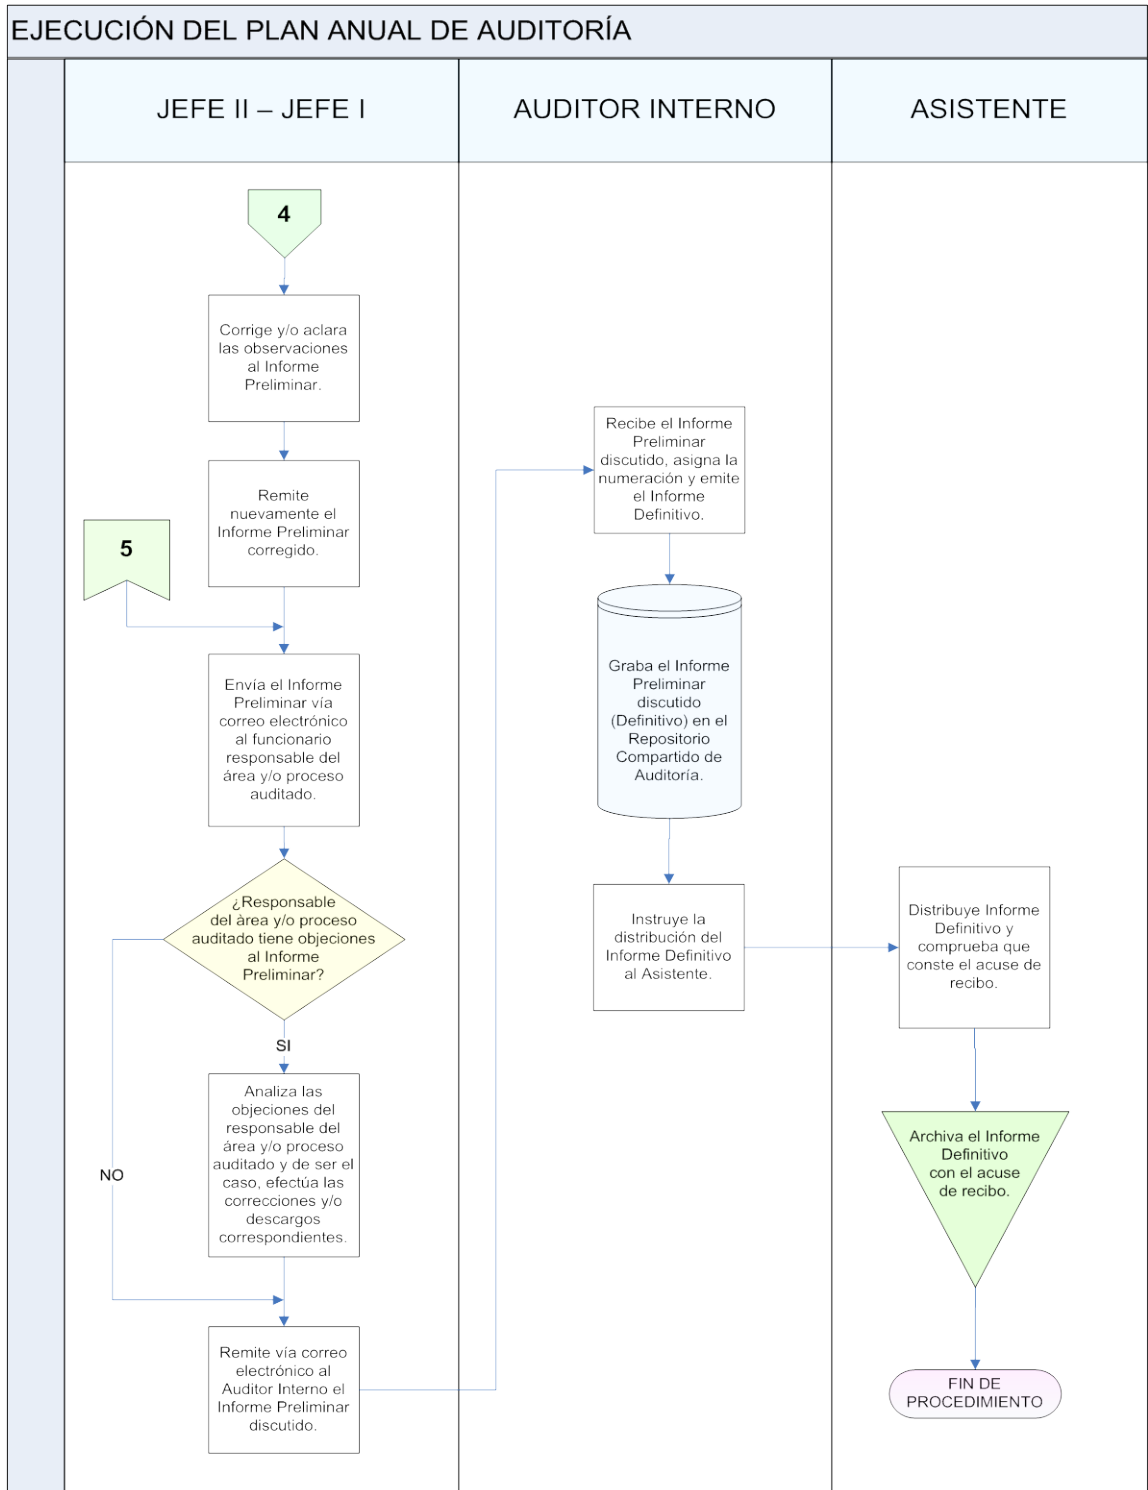 EJECUCIÓN DEL PLAN ANUAL DE AUDITORÍA
JEFE II – JEFE I
AUDITOR INTERNO
ASISTENTE
4
Corrige y/o aclara
las observaciones
al Informe
Preliminar.
Remite
nuevamente el
Informe Preliminar
corregido.
5
Envía el Informe
Preliminar vía
correo electrónico
al funcionario
responsable del
área y/o proceso
auditado.
¿Responsable
del àrea y/o proceso
auditado tiene objeciones
al Informe
Preliminar?
SI
NO
Analiza las
objeciones del
responsable del
área y/o proceso
auditado y de ser el
caso, efectúa las
correcciones y/o
descargos
correspondientes.
Remite vía correo
electrónico al
Auditor Interno el
Informe Preliminar
discutido.
Recibe el Informe
Preliminar
discutido, asigna la
numeración y emite
el Informe
Definitivo.
Graba el Informe
Preliminar
discutido
(Definitivo) en el
Repositorio
Compartido de
Auditoría.
Instruye la
distribución del
Informe Definitivo
al Asistente.
Distribuye Informe
Definitivo y
comprueba que
conste el acuse de
recibo.
Archiva el Informe
Definitivo
con el acuse
de recibo.
FIN DE
PROCEDIMIENTO